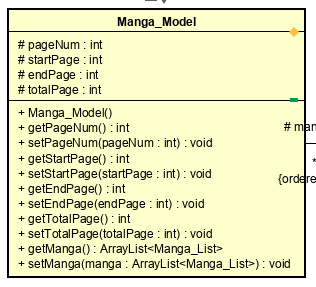 Manga_Model
# pageNum : int
# startPage : int
# endPage : int
# totalPage : int
+ Manga_Model()
+ getPageNum() : int
# man
+ setPageNum(pageNum : int) : void
+ getStartPage() : int
*
+ setStartPage(startPage : int) : void
{ordere
+ getEndPage() : int
+ setEndPage(endPage : int) : void
+ getTotalPage() : int
+ setTotalPage(totalPage : int) : void
+ getManga() : ArrayList<Manga_List>
+ setManga(manga : ArrayList<Manga_List>) : void